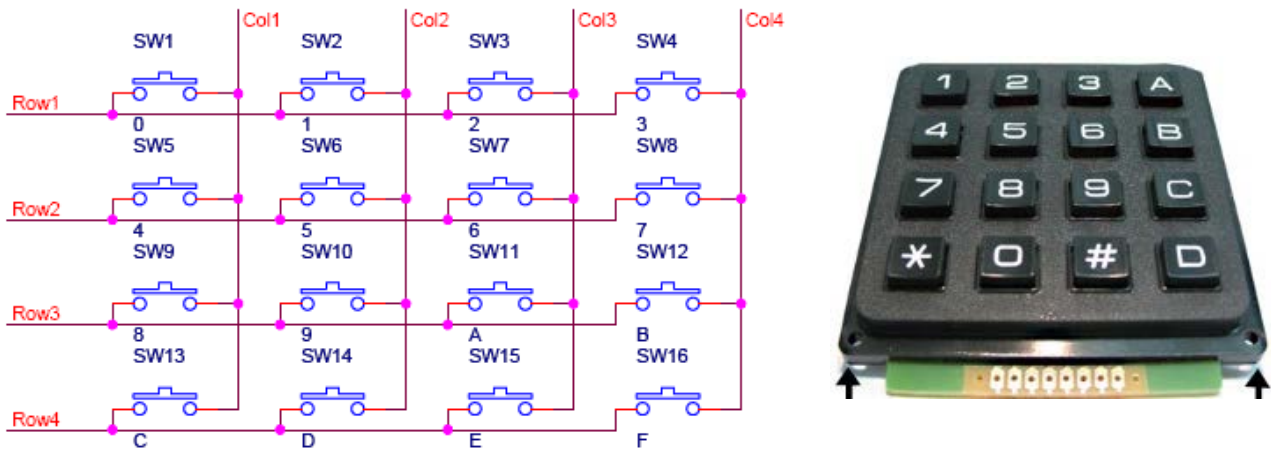 Col1 Col2 Col3 Col4
SW1 SW2 SW3 SW4
Row1
0 1 2 3
SW5 SW6 SW7 SW8
Row2
4 5 6 7
SW9 SW10 SW11 SW12
Row3
8 9 A B
SW13 SW14 SW15 SW16
Row4
C D E F
1 2 3 A
4 5 6 B
7 8 9 C
* 0 # D